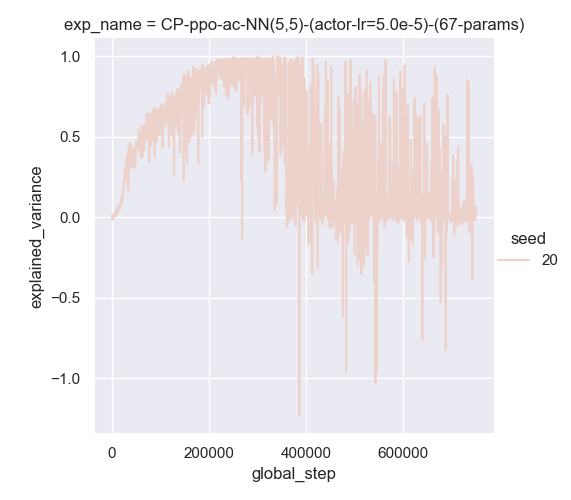 exp_name = CP-ppo-ac-NN(5,5)-(actor-lr=5.0e-5)-(67-params)
1.0
0.5
0.0
−0.5
−1.0
explained_variance
0
200000
400000
600000
global_step
seed
20